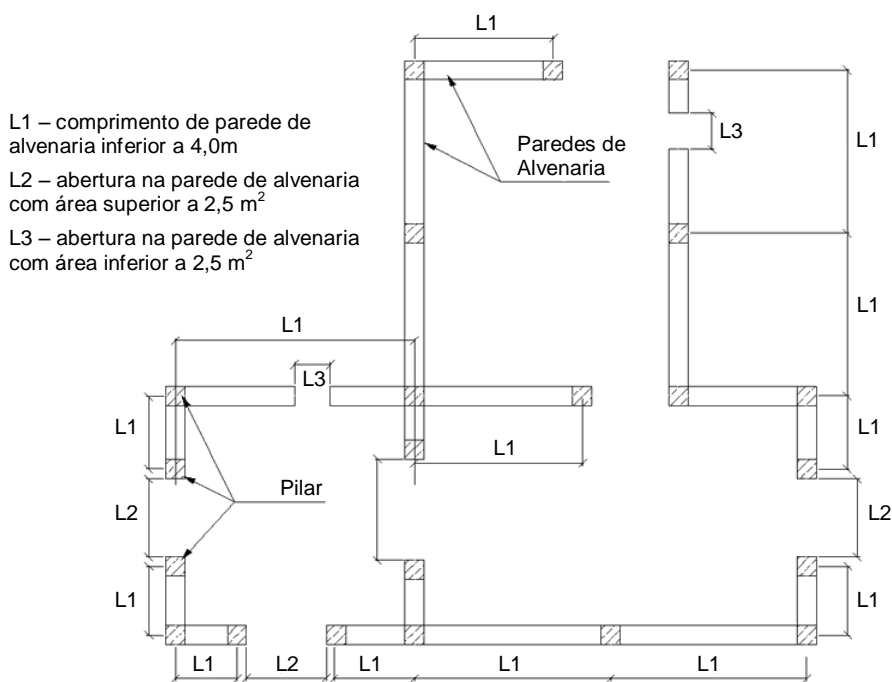 L1
L1 – comprimento de parede de
alvenaria inferior a 4,0m
L2 – abertura na parede de alvenaria
com área superior a 2,5 m²
L3 – abertura na parede de alvenaria
com área inferior a 2,5 m²
Paredes de
Alvenaria
L3
L1
L1
L1
L3
L1
L1
L1
Pilar
L2
L2
L1
L1
L1
L2
L1
L1
L1